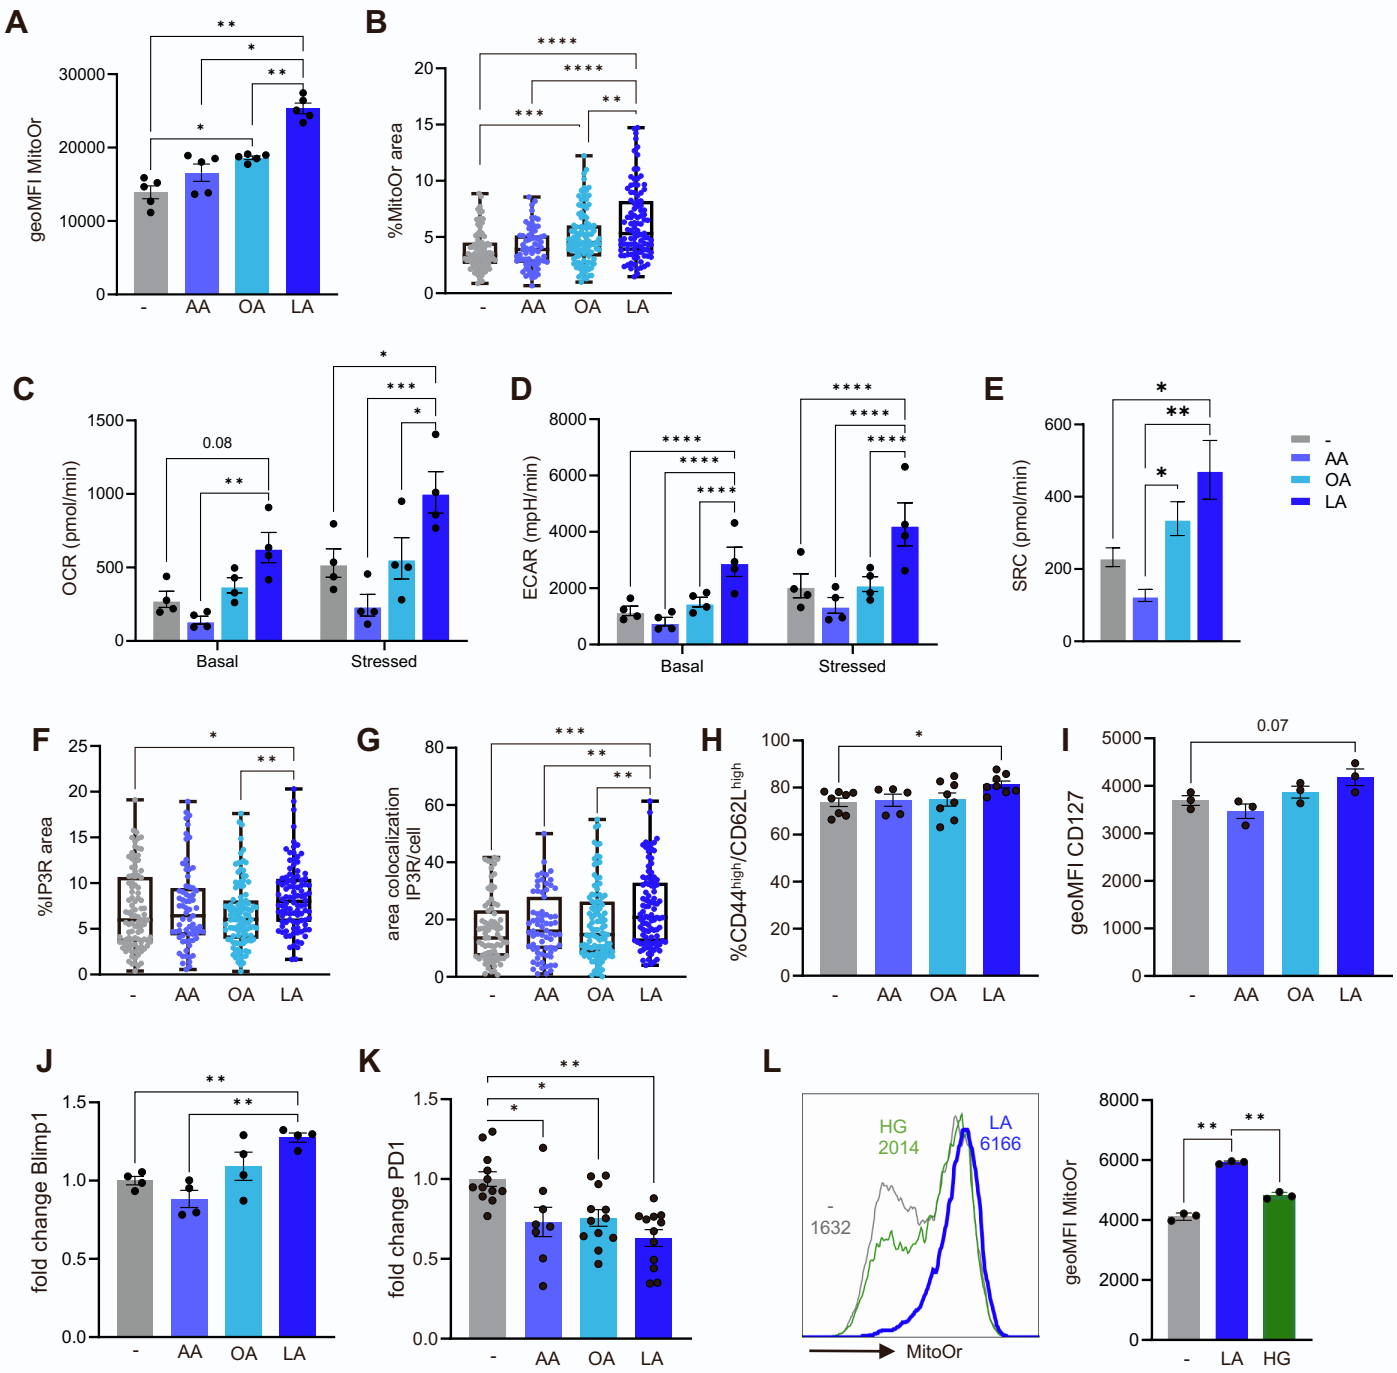 A
geoMFI MitoOr
30000
20000
10000
0
**
*
**
*
- AA OA LA
B
%MitoOr area
20
15
10
5
0
****
****
***
**
- AA OA LA
C
OCR (pmol/min)
1500
1000
500
0
0.08
**
*
***
*
Basal Stressed
D
ECAR (mpH/min)
8000
6000
4000
2000
0
****
****
****
****
****
****
Basal Stressed
E
SRC (pmol/min)
600
400
200
0
*
**
*
-
AA
OA
LA
F
%IP3R area
25
20
15
10
5
0
*
**
- AA OA LA
G
area colocalization
IP3R/cell
80
60
40
20
0
***
**
**
- AA OA LA
H
%CD44high/CD62Lhigh
100
80
60
40
20
0
*
- AA OA LA
I
geoMFI CD127
5000
4000
3000
2000
1000
0
0.07
- AA OA LA
J
fold change Blimp1
1.5
1.0
0.5
0.0
**
**
- AA OA LA
K
fold change PD1
1.5
1.0
0.5
0.0
**
*
*
- AA OA LA
L
HG
2014
LA
6166
-
1632
MitoOr
geoMFI MitoOr
8000
6000
4000
2000
0
**
**
- LA HG